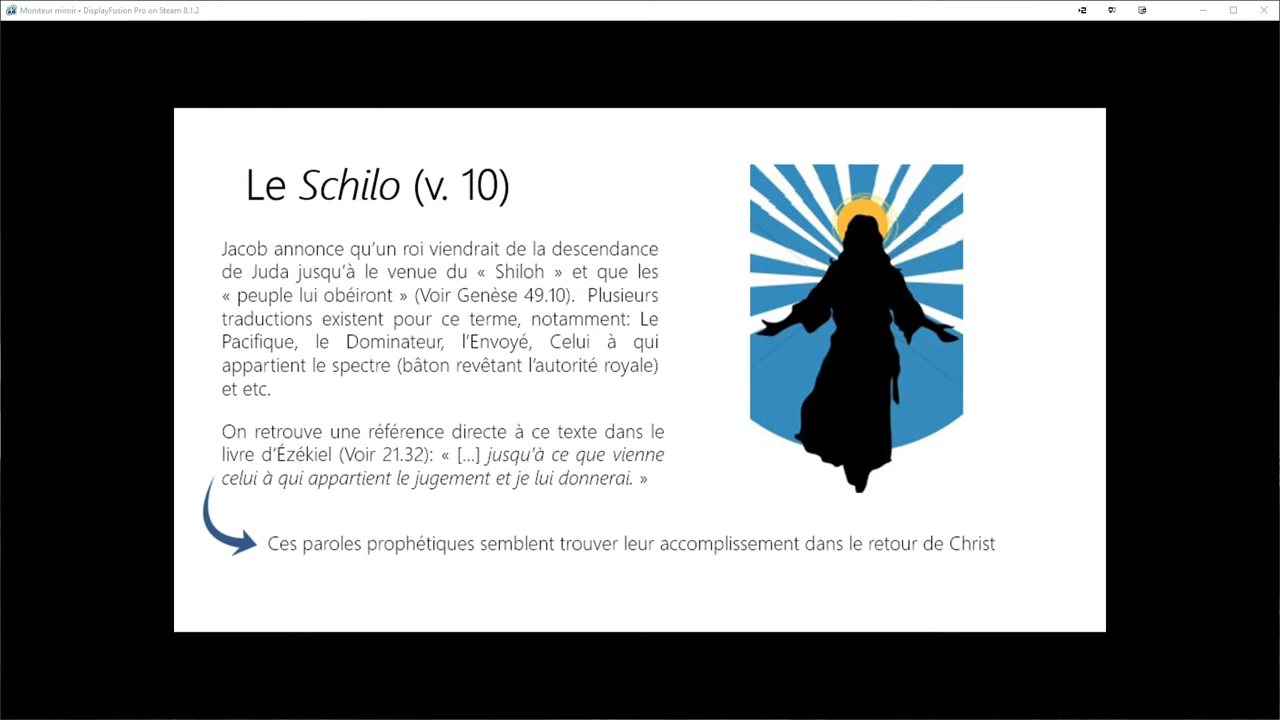 Moniteur miroir • DisplayFusion Pro on Steam 8.1.2
Le Schilo (v. 10)
Jacob annonce qu'un roi viendrait de la descendance
de Juda jusqu'à le venue du « Shiloh » et que les
« peuple lui obéiront » (Voir Genèse 49.10). Plusieurs
traductions existent pour ce terme, notamment: Le
Pacifique, le Dominateur, l'Envoyé, Celui à qui
appartient le spectre (bâton revêtant l'autorité royale)
et etc.
On retrouve une référence directe à ce texte dans le
livre d'Ézékiel (Voir 21.32): « [...] jusqu'à ce que vienne
celui à qui appartient le jugement et je lui donnerai. »
Ces paroles prophétiques semblent trouver leur accomplissement dans le retour de Christ